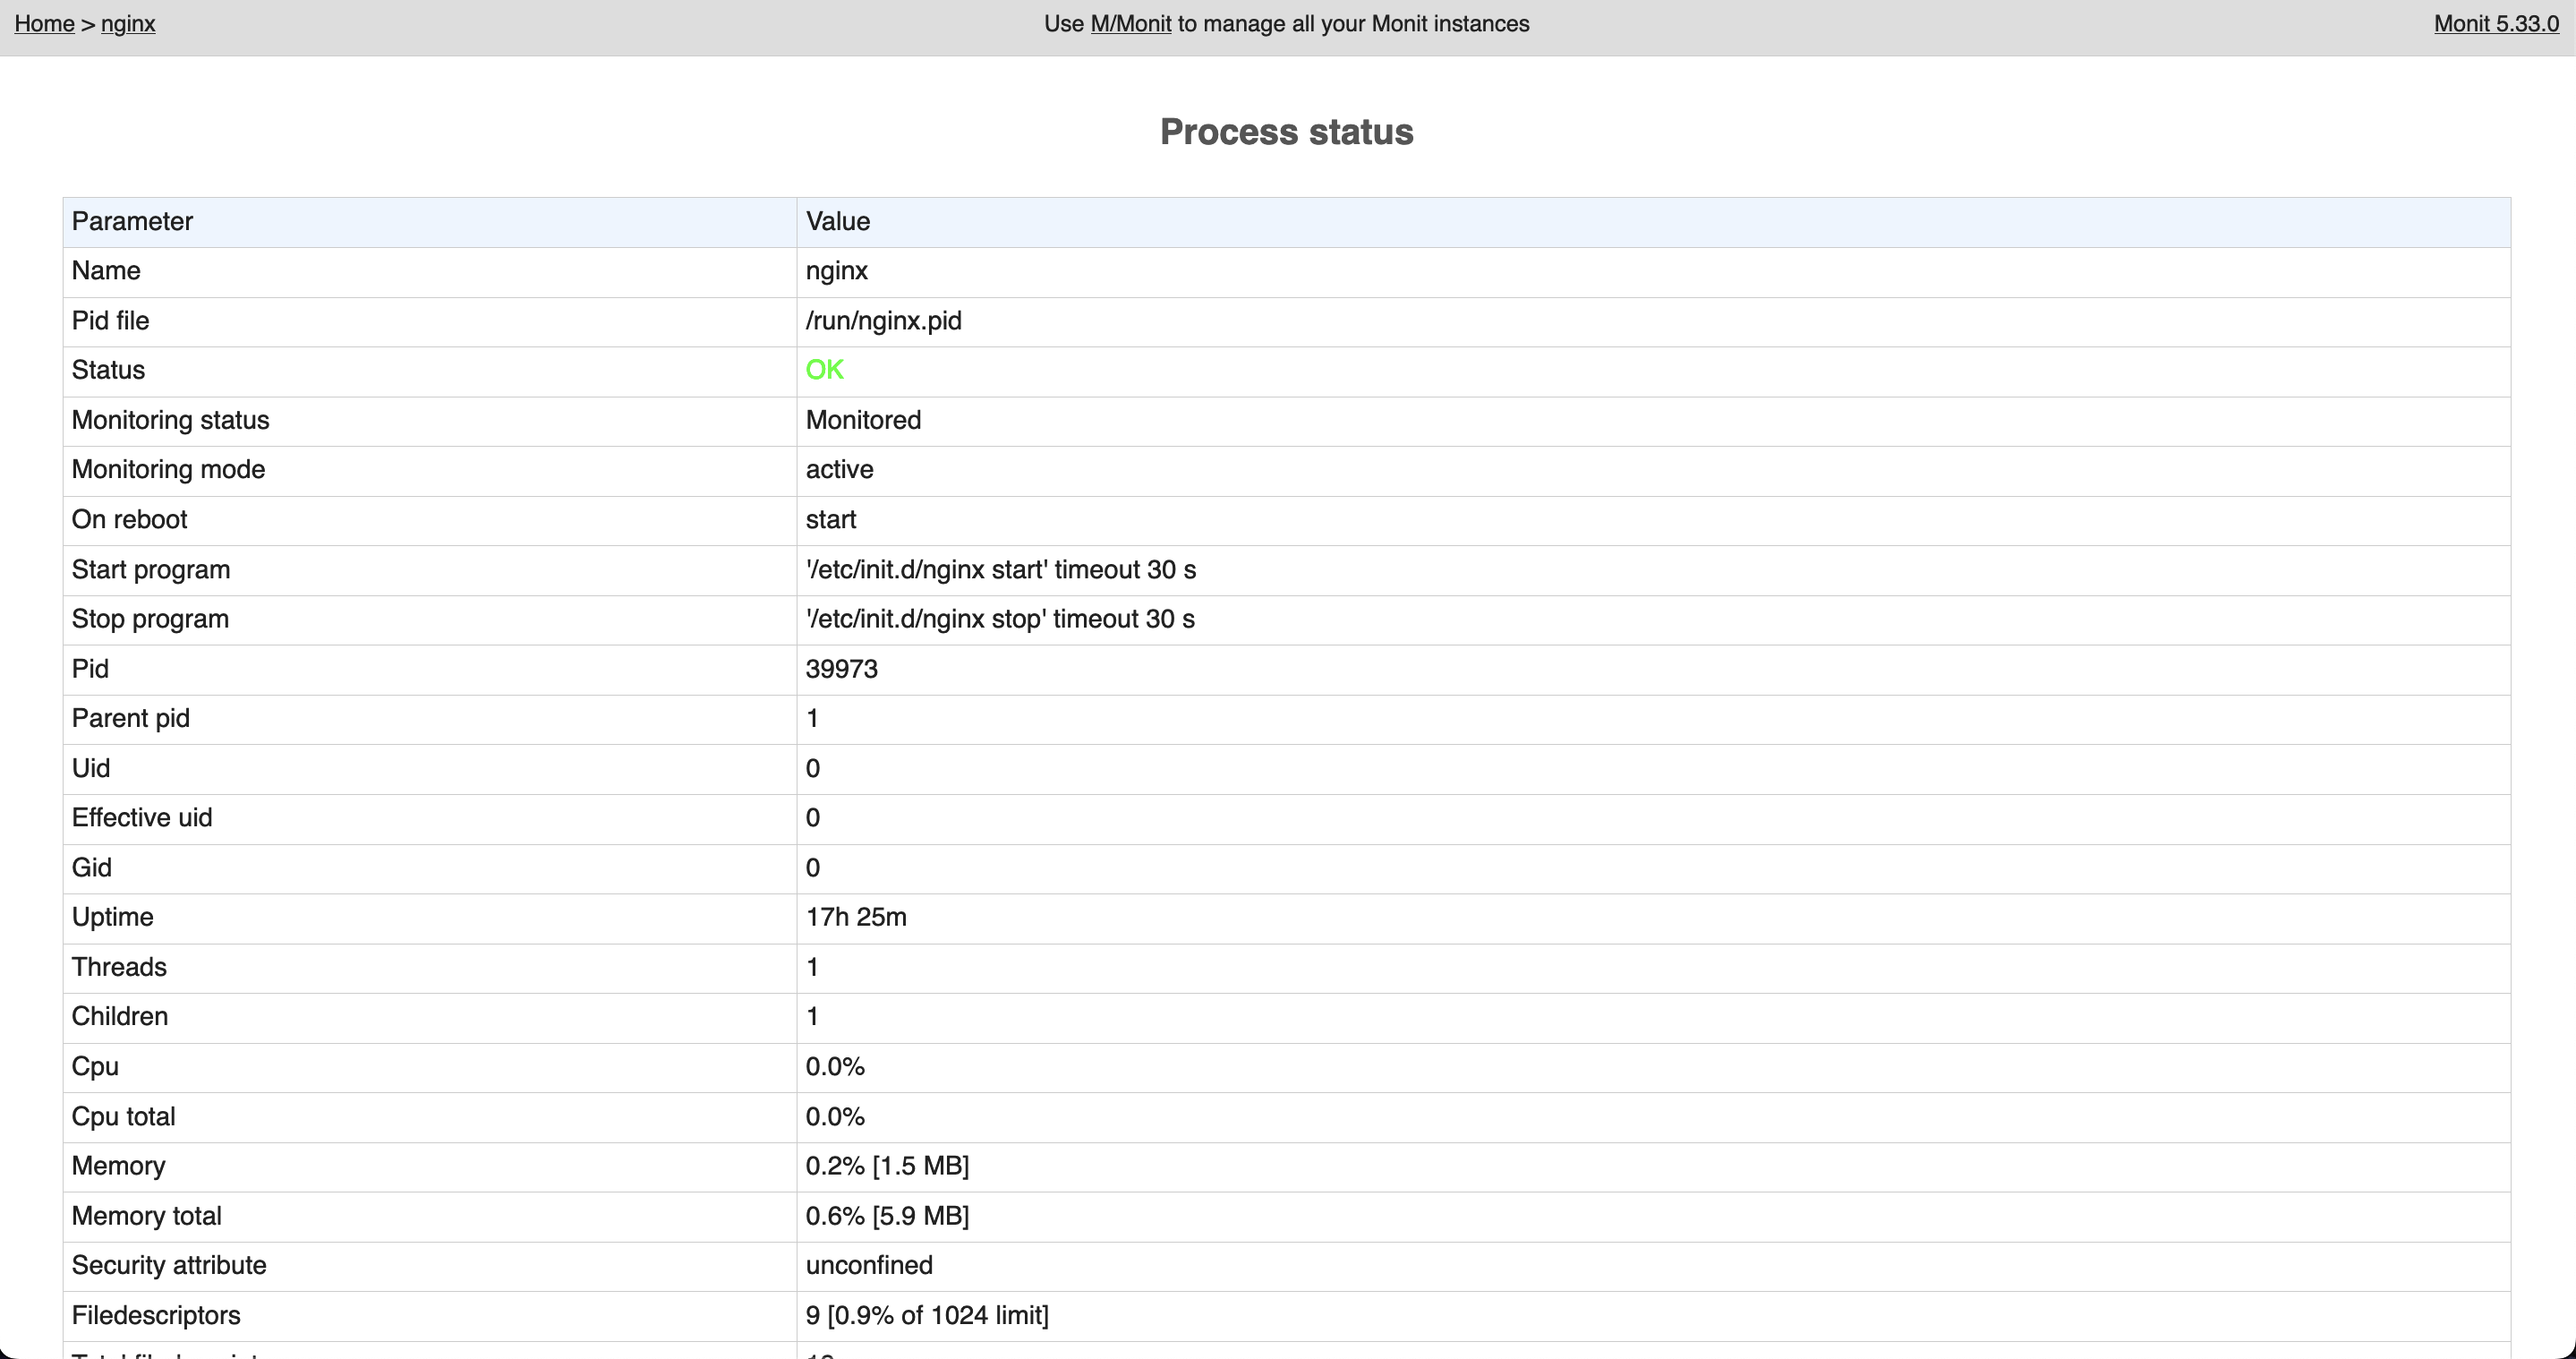 Home > nginx Use M/Monit to manage all your Monit instances Monit 5.33.0
Process status
Parameter Value
Name nginx
Pid file /run/nginx.pid
Status OK
Monitoring status Monitored
Monitoring mode active
On reboot start
Start program '/etc/init.d/nginx start' timeout 30 s
Stop program '/etc/init.d/nginx stop' timeout 30 s
Pid 39973
Parent pid 1
Uid 0
Effective uid 0
Gid 0
Uptime 17h 25m
Threads 1
Children 1
Cpu 0.0%
Cpu total 0.0%
Memory 0.2% [1.5 MB]
Memory total 0.6% [5.9 MB]
Security attribute unconfined
Filedescriptors 9 [0.9% of 1024 limit]